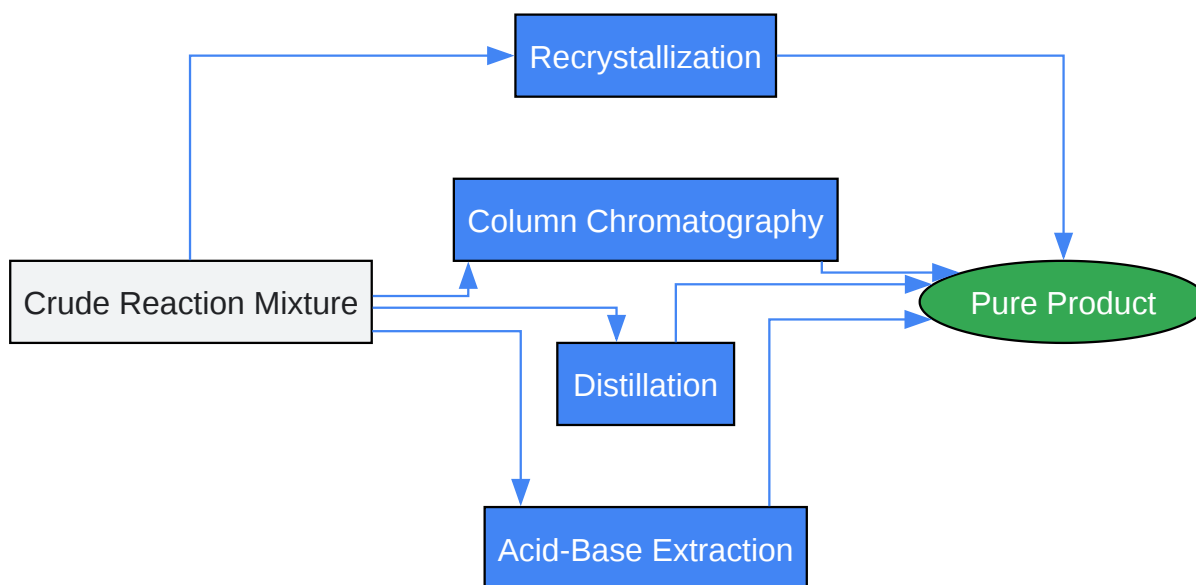 Recrystallization
Column Chromatography
Crude Reaction Mixture
Pure Product
Distillation
Acid-Base Extraction